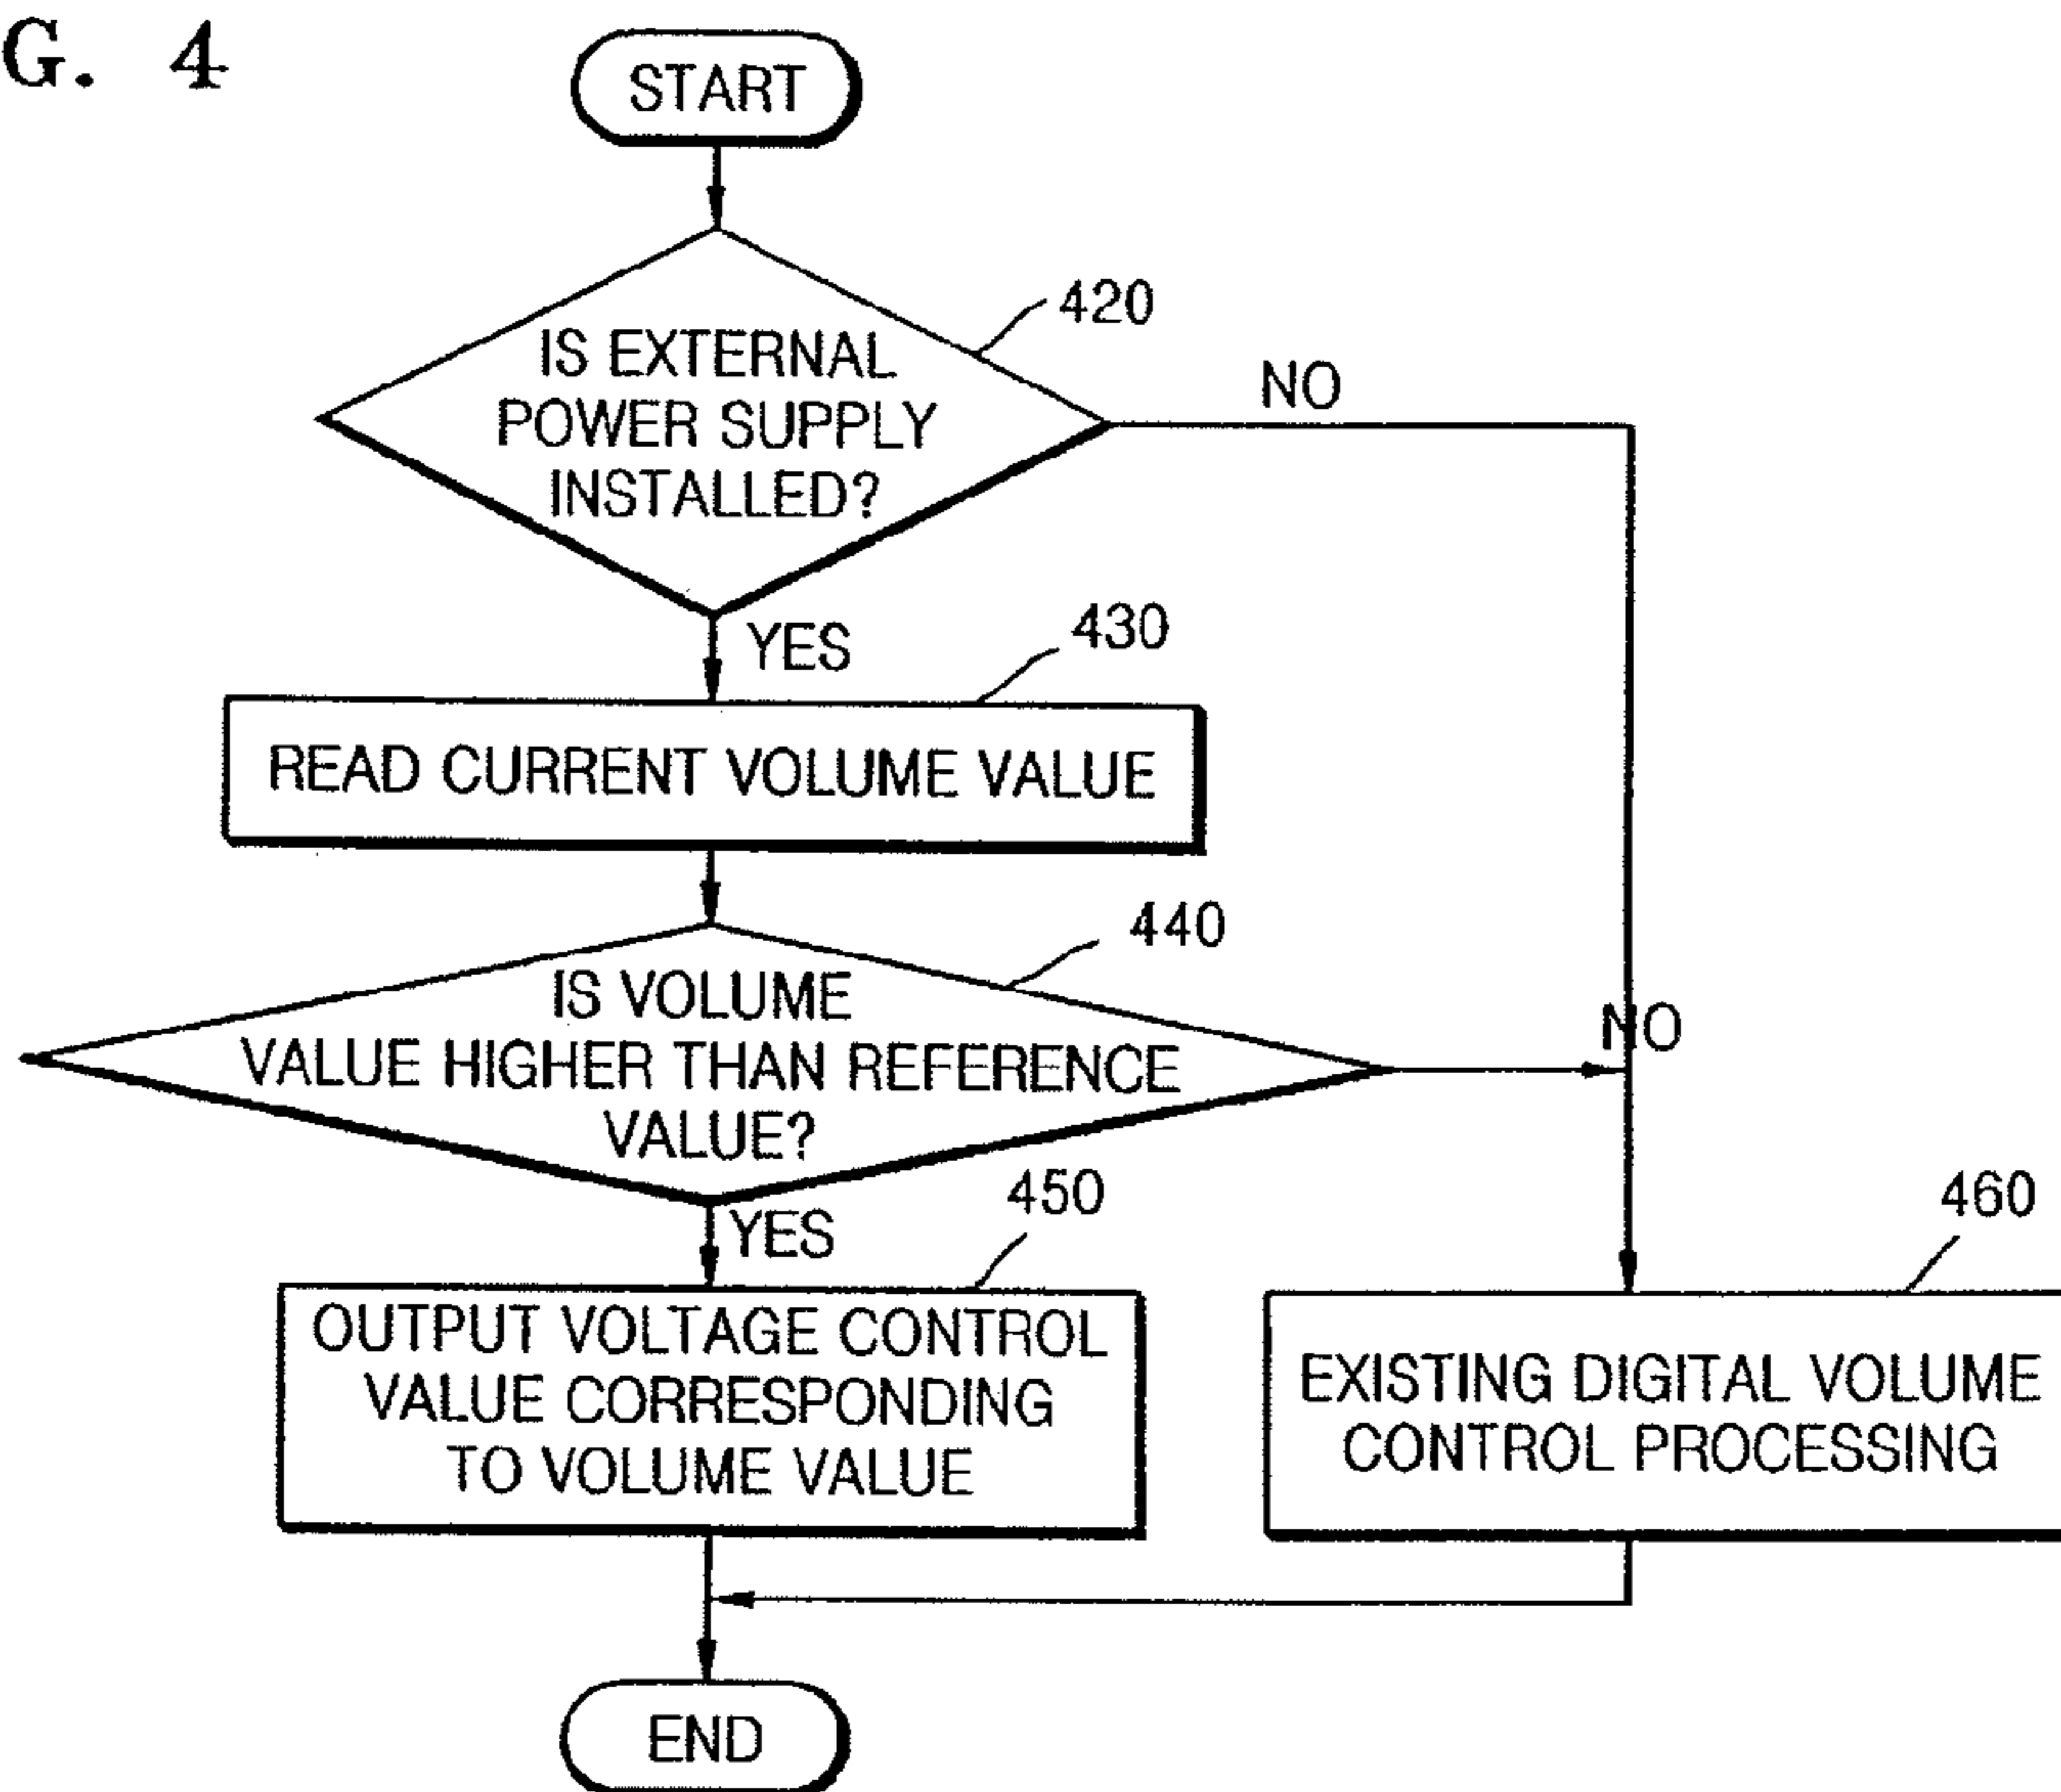 G. 4
START
420
IS EXTERNAL
POWER SUPPLY
INSTALLED?
NO
YES
430
READ CURRENT VOLUME VALUE
440
IS VOLUME
VALUE HIGHER THAN REFERENCE
VALUE?
NO
YES
450
OUTPUT VOLTAGE CONTROL
VALUE CORRESPONDING
TO VOLUME VALUE
460
EXISTING DIGITAL VOLUME
CONTROL PROCESSING
END